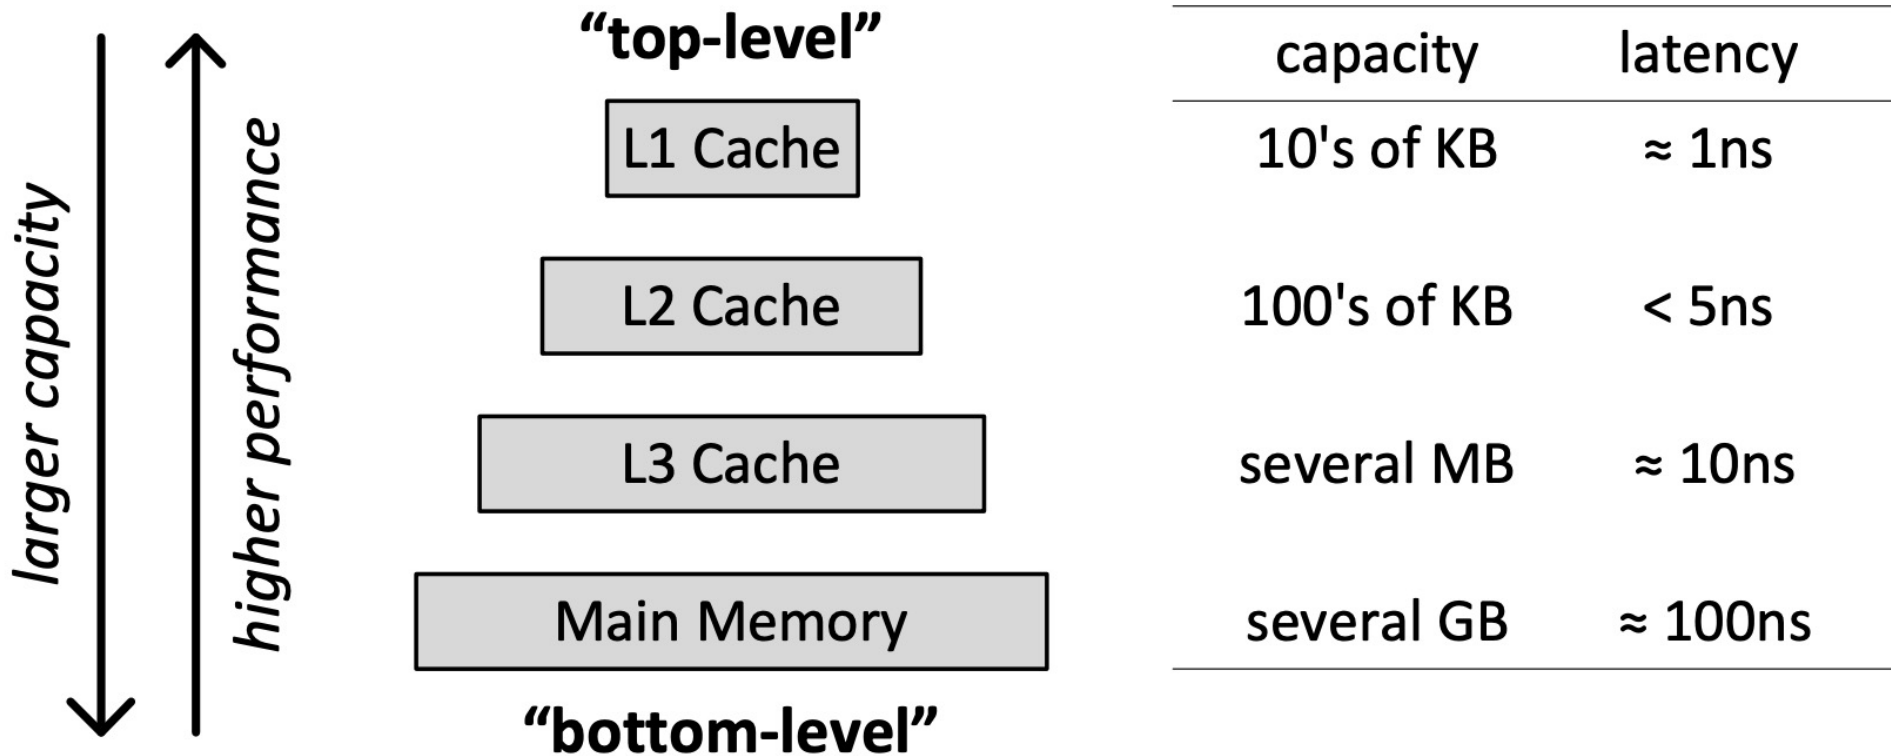 “top-level”
capacity latency
L1 Cache
10's of KB ≈ 1ns
L2 Cache
100's of KB < 5ns
L3 Cache
several MB ≈ 10ns
Main Memory
several GB ≈ 100ns
“bottom-level”
larger capacity
higher performance